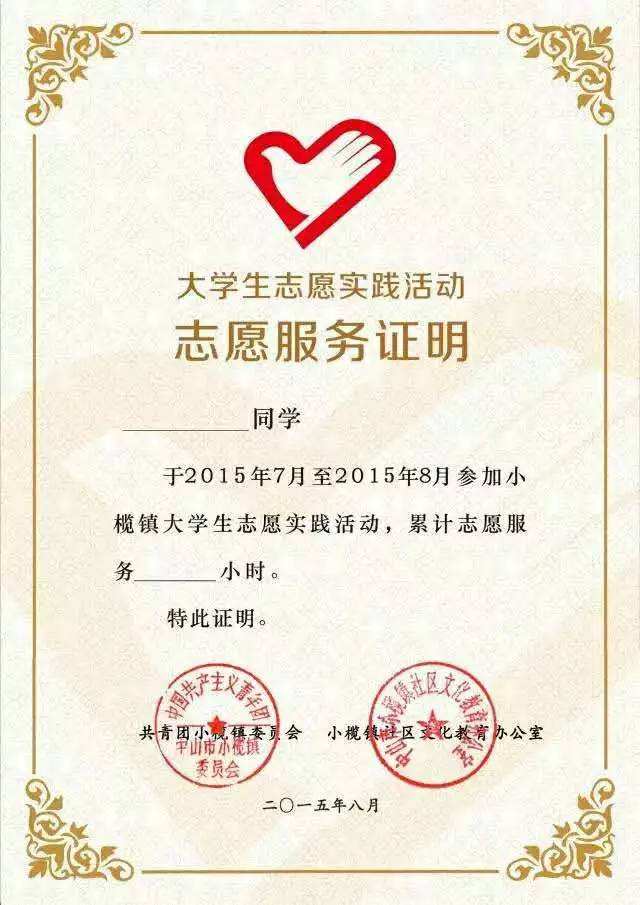 大学生志愿实践活动
志愿服务证明
__________同学
于2015年7月至2015年8月参加小
榄镇大学生志愿实践活动，累计志愿服
务_______小时。
特此证明。
中国共产主义青年团
中山市小榄镇
委员会
中山市小榄镇社区文化教育办公室
共青团小榄镇委员会 小榄镇社区文化教育办公室
二〇一五年八月